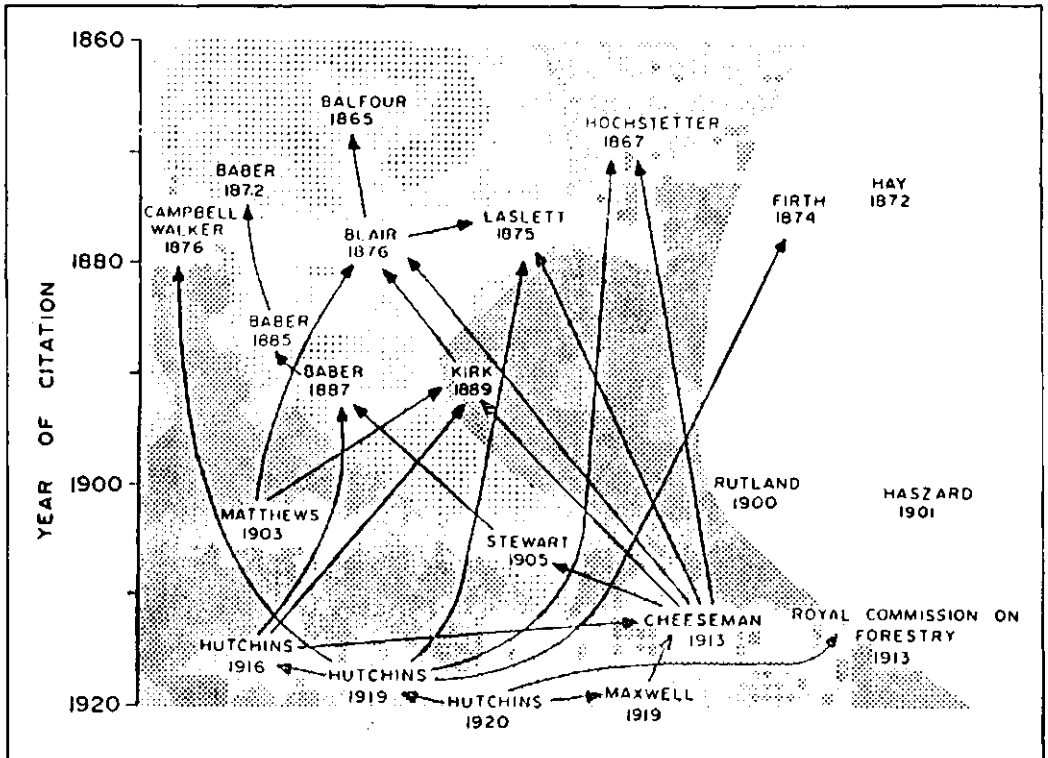 1860
1880
1900
1920
YEAR OF CITATION
BALFOUR
1865
HOCHSTETTER
1867
BABER
1872
HAY
1872
FIRTH
1874
CAMPBELL
WALKER
1876
LASLETT
1875
BLAIR
1876
BABER
1885
BABER
1887
KIRK
1889
RUTLAND
1900
HASZARD
1901
MATTHEWS
1903
STEWART
1905
CHEESEMAN
1913
ROYAL COMMISSION ON
FORESTRY
1913
HUTCHINS
1916
HUTCHINS
1919
HUTCHINS
1920
MAXWELL
1919